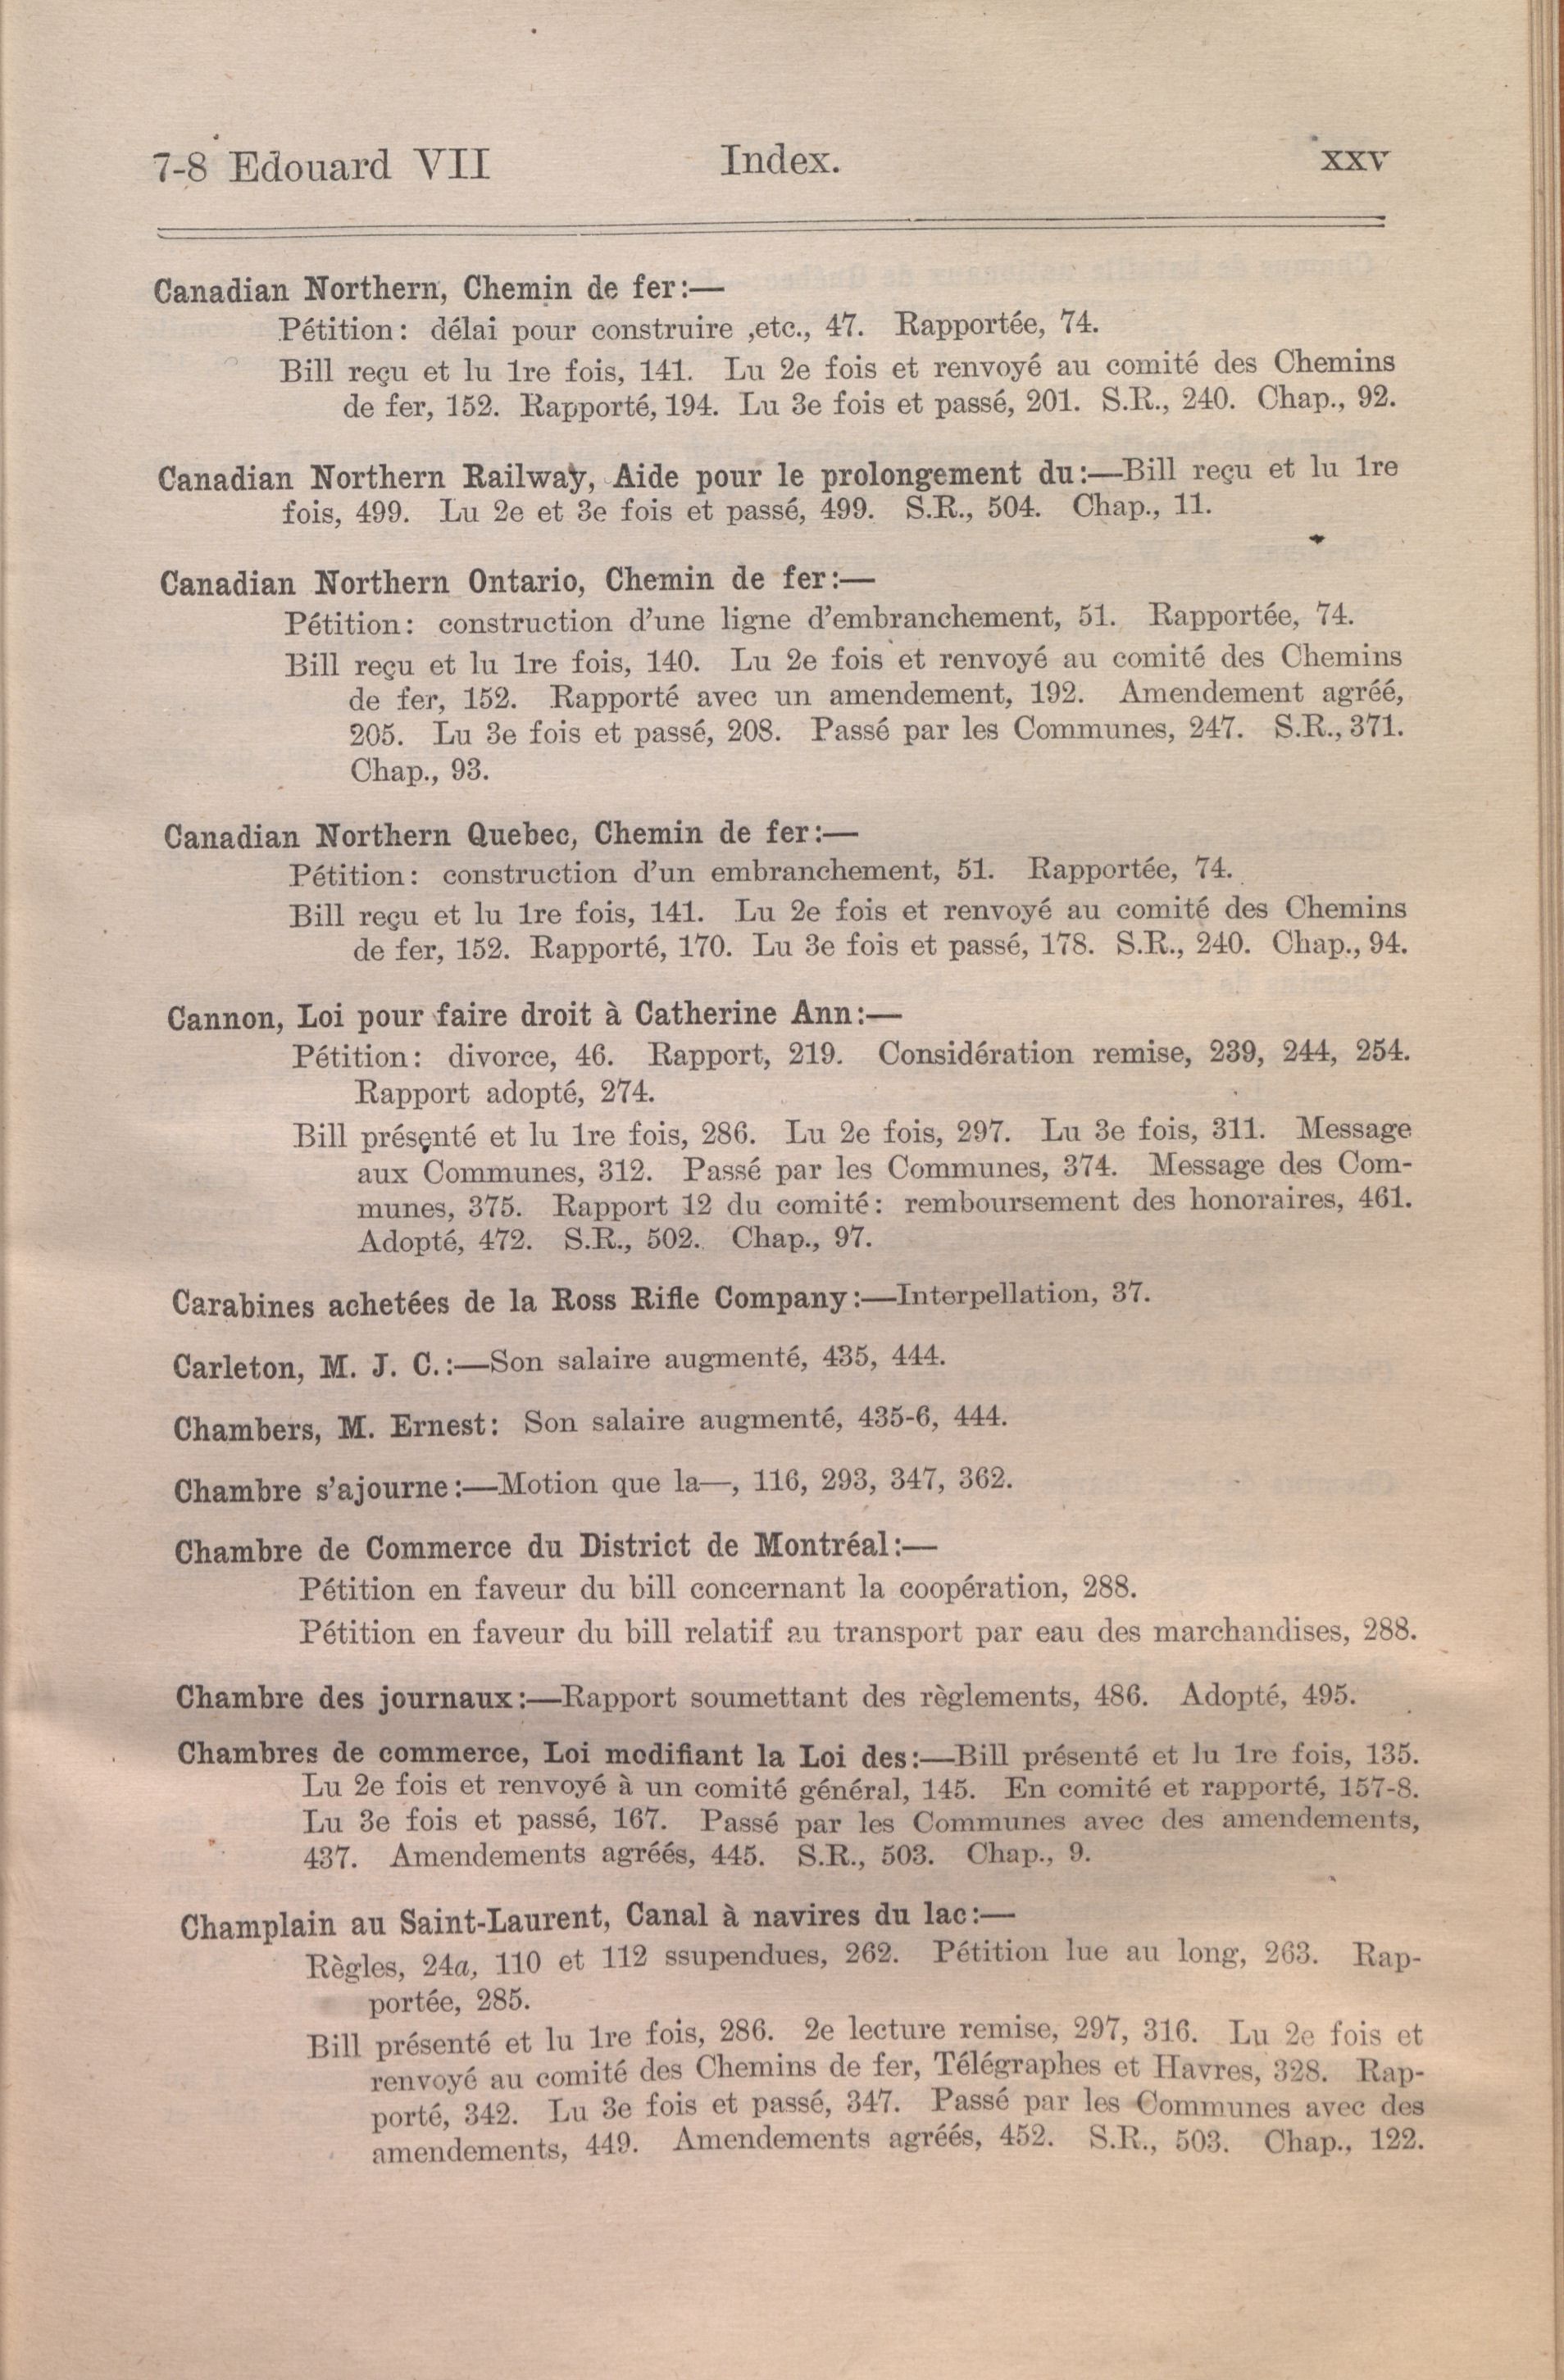 7-8 Edouard VII Index. XXV
Canadian Northern, Chemin de fer:—
Pétition: délai pour construire ,etc., 47. Rapportée, 74.
Bill reçu et lu 1re fois, 141. Lu 2e fois et renvoyé au comité des Chemins
de fer, 152. Rapporté, 194. Lu 3e fois et passé, 201. S.R., 240. Chap., 92.
Canadian Northern Railway, Aide pour le prolongement du:—Bill reçu et lu 1re
fois, 499. Lu 2e et 3e fois et passé, 499. S.R., 504. Chap., 11.
Canadian Northern Ontario, Chemin de fer:—
Pétition: construction d'une ligne d'embranchement, 51. Rapportée, 74.
Bill reçu et lu 1re fois, 140. Lu 2e fois et renvoyé au comité des Chemins
de fer, 152. Rapporté avec un amendement, 192. Amendement agréé,
205. Lu 3e fois et passé, 208. Passé par les Communes, 247. S.R., 371.
Chap., 93.
Canadian Northern Quebec, Chemin de fer:—
Pétition: construction d'un embranchement, 51. Rapportée, 74.
Bill reçu et lu 1re fois, 141. Lu 2e fois et renvoyé au comité des Chemins
de fer, 152. Rapporté, 170. Lu 3e fois et passé, 178. S.R., 240. Chap., 94.
Cannon, Loi pour faire droit à Catherine Ann:—
Pétition: divorce, 46. Rapport, 219. Considération remise, 239, 244, 254.
Rapport adopté, 274.
Bill présenté et lu 1re fois, 286. Lu 2e fois, 297. Lu 3e fois, 311. Message
aux Communes, 312. Passé par les Communes, 374. Message des Com-
munes, 375. Rapport 12 du comité: remboursement des honoraires, 461.
Adopté, 472. S.R., 502. Chap., 97.
Carabines achetées de la Ross Rifle Company:—Interpellation, 37.
Carleton, M. J. C.:—Son salaire augmenté, 435, 444.
Chambers, M. Ernest: Son salaire augmenté, 435-6, 444.
Chambre s'ajourne:—Motion que la—, 116, 293, 347, 362.
Chambre de Commerce du District de Montréal:—
Pétition en faveur du bill concernant la coopération, 288.
Pétition en faveur du bill relatif au transport par eau des marchandises, 288.
Chambre des journaux:—Rapport soumettant des règlements, 486. Adopté, 495.
Chambres de commerce, Loi modifiant la Loi des:—Bill présenté et lu 1re fois, 135.
Lu 2e fois et renvoyé à un comité général, 145. En comité et rapporté, 157-8.
Lu 3e fois et passé, 167. Passé par les Communes avec des amendements,
437. Amendements agréés, 445. S.R., 503. Chap., 9.
Champlain au Saint-Laurent, Canal à navires du lac:—
Règles, 24a, 110 et 112 ssupendues, 262. Pétition lue au long, 263. Rap-
portée, 285.
Bill présenté et lu 1re fois, 286. 2e lecture remise, 297, 316. Lu 2e fois et
renvoyé au comité des Chemins de fer, Télégraphes et Havres, 328. Rap-
porté, 342. Lu 3e fois et passé, 347. Passé par les Communes avec des
amendements, 449. Amendements agréés, 452. S.R., 503. Chap., 122.